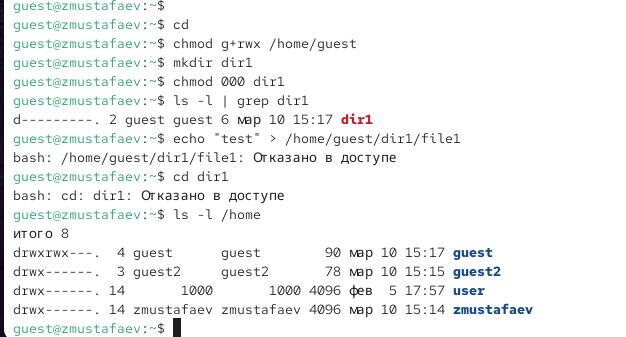 guest@zmustafaev:~$
guest@zmustafaev:~$ cd
guest@zmustafaev:~$ chmod g+rwx /home/guest
guest@zmustafaev:~$ mkdir dir1
guest@zmustafaev:~$ chmod 000 dir1
guest@zmustafaev:~$ ls -l | grep dir1
d---------. 2 guest guest 6 мар 10 15:17 dir1
guest@zmustafaev:~$ echo "test" > /home/guest/dir1/file1
bash: /home/guest/dir1/file1: Отказано в доступе
guest@zmustafaev:~$ cd dir1
bash: cd: dir1: Отказано в доступе
guest@zmustafaev:~$ ls -l /home
итого 8
drwxrwx---.  4 guest      guest        90 мар 10 15:17 guest
drwx------.  3 guest2     guest2       78 мар 10 15:15 guest2
drwx------. 14       1000       1000 4096 фев  5 17:57 user
drwx------. 14 zmustafaev zmustafaev 4096 мар 10 15:14 zmustafaev
guest@zmustafaev:~$